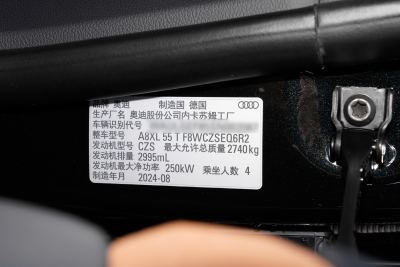 品牌 奥迪 制造国 德国
生产厂名 奥迪股份公司内卡苏姆工厂
车辆识别代号
整车型号 A8XL 55 T F8WCZSEQ6R2
发动机型号 CZS 最大允许总质量 2740kg
发动机排量 2995mL
发动机最大净功率 250kW 乘坐人数 4
制造年月 2024-08